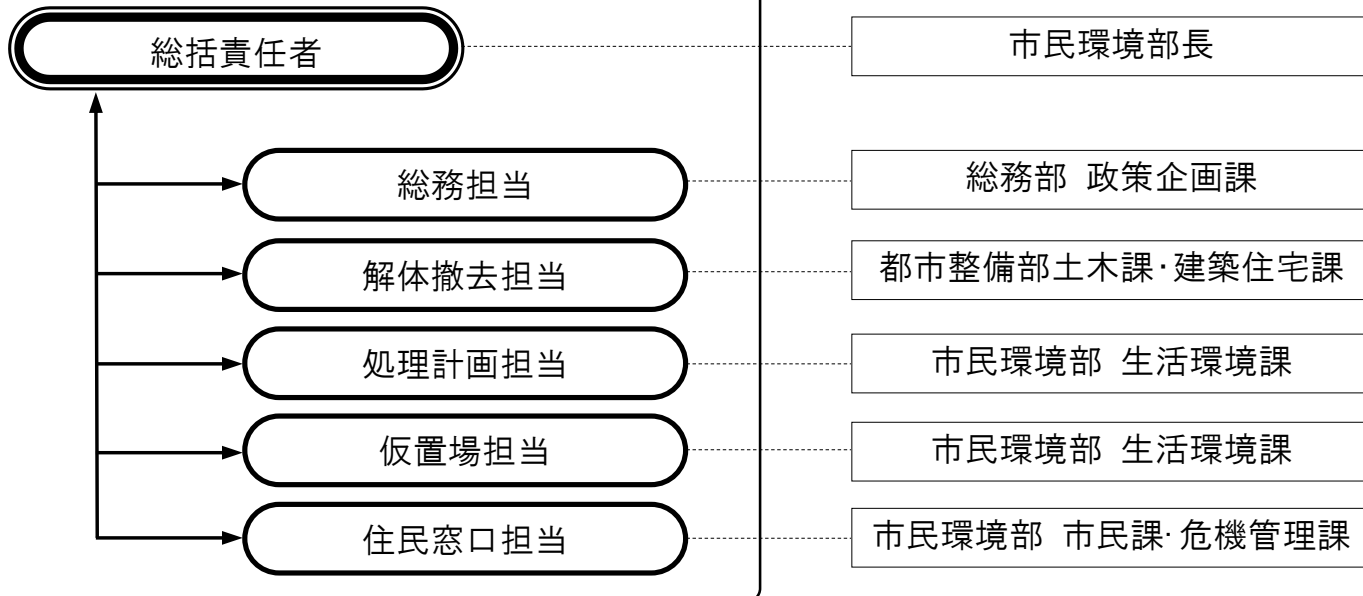 総括責任者
市民環境部長
総務担当
総務部 政策企画課
解体撤去担当
都市整備部土木課･建築住宅課
処理計画担当
市民環境部 生活環境課
仮置場担当
市民環境部 生活環境課
住民窓口担当
市民環境部 市民課･危機管理課